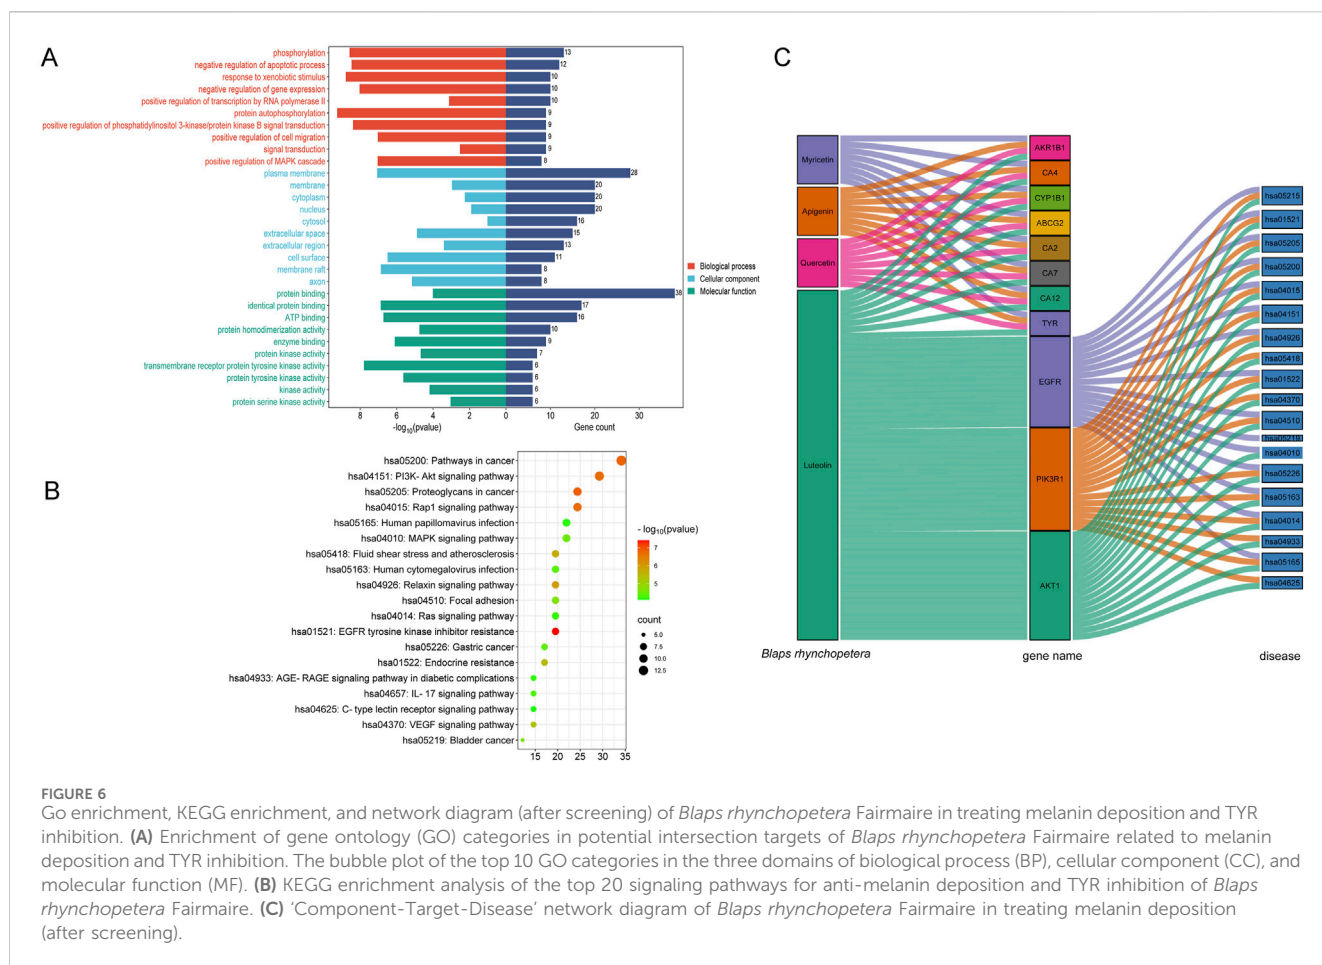 A
phosphorylation 13
negative regulation of apoptotic process 12
response to xenobiotic stimulus 10
negative regulation of gene expression 10
positive regulation of transcription by RNA polymerase II 10
protein autophosphorylation 9
positive regulation of phosphatidylinositol 3-kinase/protein kinase B signal transduction 9
positive regulation of cell migration 9
signal transduction 9
positive regulation of MAPK cascade 8
plasma membrane 28
membrane 20
cytoplasm 20
nucleus 20
cytosol 16
extracellular space 15
extracellular region 13
cell surface 11
membrane raft 8
axon 8
protein binding 38
identical protein binding 17
ATP binding 16
protein homodimerization activity 10
enzyme binding 9
protein kinase activity 7
transmembrane receptor protein tyrosine kinase activity 6
protein tyrosine kinase activity 6
kinase activity 6
protein serine kinase activity 6
8 6 4 2 0 10 20 30
-log10(pvalue) Gene count
Biological process
Cellular component
Molecular function
B
hsa05200: Pathways in cancer
hsa04151: PI3K- Akt signaling pathway
hsa05205: Proteoglycans in cancer
hsa04015: Rap1 signaling pathway
hsa05165: Human papillomavirus infection
hsa04010: MAPK signaling pathway
hsa05418: Fluid shear stress and atherosclerosis
hsa05163: Human cytomegalovirus infection
hsa04926: Relaxin signaling pathway
hsa04510: Focal adhesion
hsa04014: Ras signaling pathway
hsa01521: EGFR tyrosine kinase inhibitor resistance
hsa05226: Gastric cancer
hsa01522: Endocrine resistance
hsa04933: AGE- RAGE signaling pathway in diabetic complications
hsa04657: IL- 17 signaling pathway
hsa04625: C- type lectin receptor signaling pathway
hsa04370: VEGF signaling pathway
hsa05219: Bladder cancer
15 20 25 30 35
- log10(pvalue)
7
6
5
count
5.0
7.5
10.0
12.5
C
Myricetin
Apigenin
Quercetin
Luteolin
Blaps rhynchopetera
AKR1B1
CA4
CYP1B1
ABCG2
CA2
CA7
CA12
TYR
EGFR
PIK3R1
AKT1
gene name
hsa05215
hsa01521
hsa05205
hsa05200
hsa04015
hsa04151
hsa04926
hsa05418
hsa01522
hsa04370
hsa04510
hsa05219
hsa04010
hsa05226
hsa05163
hsa04014
hsa04933
hsa05165
hsa04625
disease
FIGURE 6
Go enrichment, KEGG enrichment, and network diagram (after screening) of Blaps rhynchopetera Fairmaire in treating melanin deposition and TYR
inhibition. (A) Enrichment of gene ontology (GO) categories in potential intersection targets of Blaps rhynchopetera Fairmaire related to melanin
deposition and TYR inhibition. The bubble plot of the top 10 GO categories in the three domains of biological process (BP), cellular component (CC), and
molecular function (MF). (B) KEGG enrichment analysis of the top 20 signaling pathways for anti-melanin deposition and TYR inhibition of Blaps
rhynchopetera Fairmaire. (C) ‘Component-Target-Disease’ network diagram of Blaps rhynchopetera Fairmaire in treating melanin deposition
(after screening).